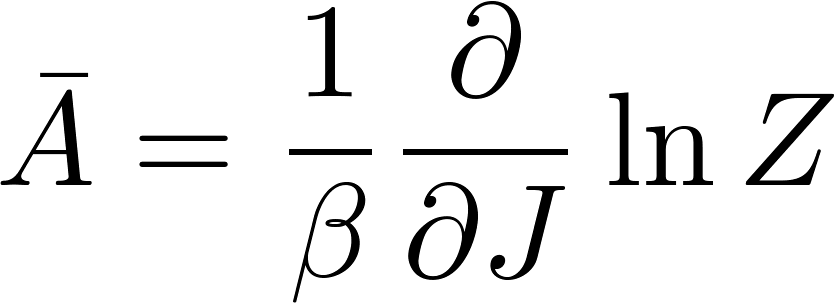 Ā = 1/β ∂/∂J ln Z